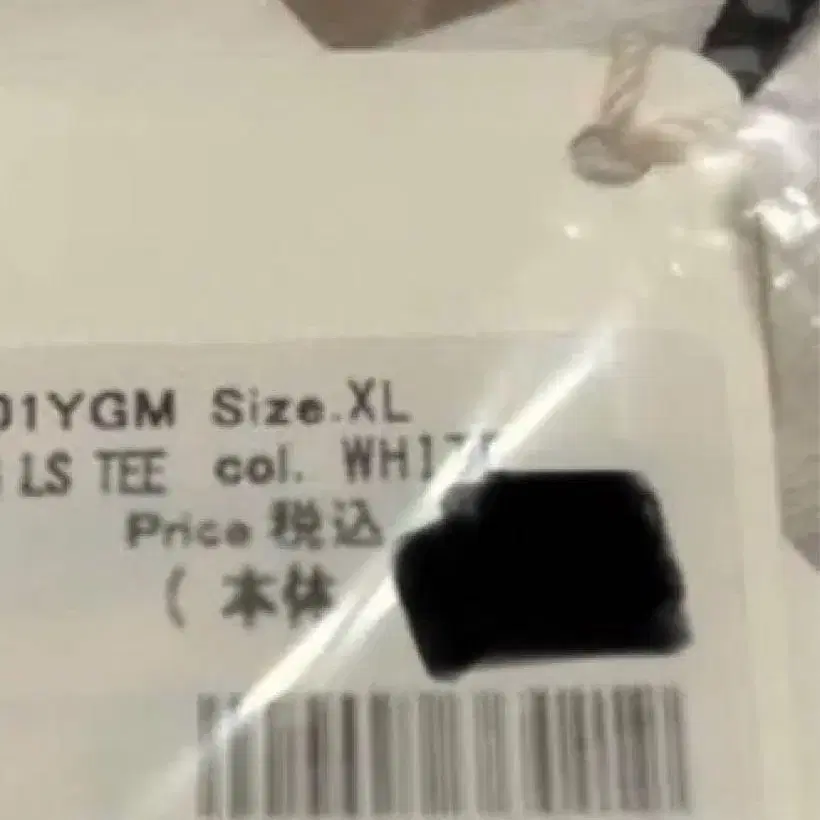 01YGM Size.XL
LS TEE col.
Price 税込
( 本体